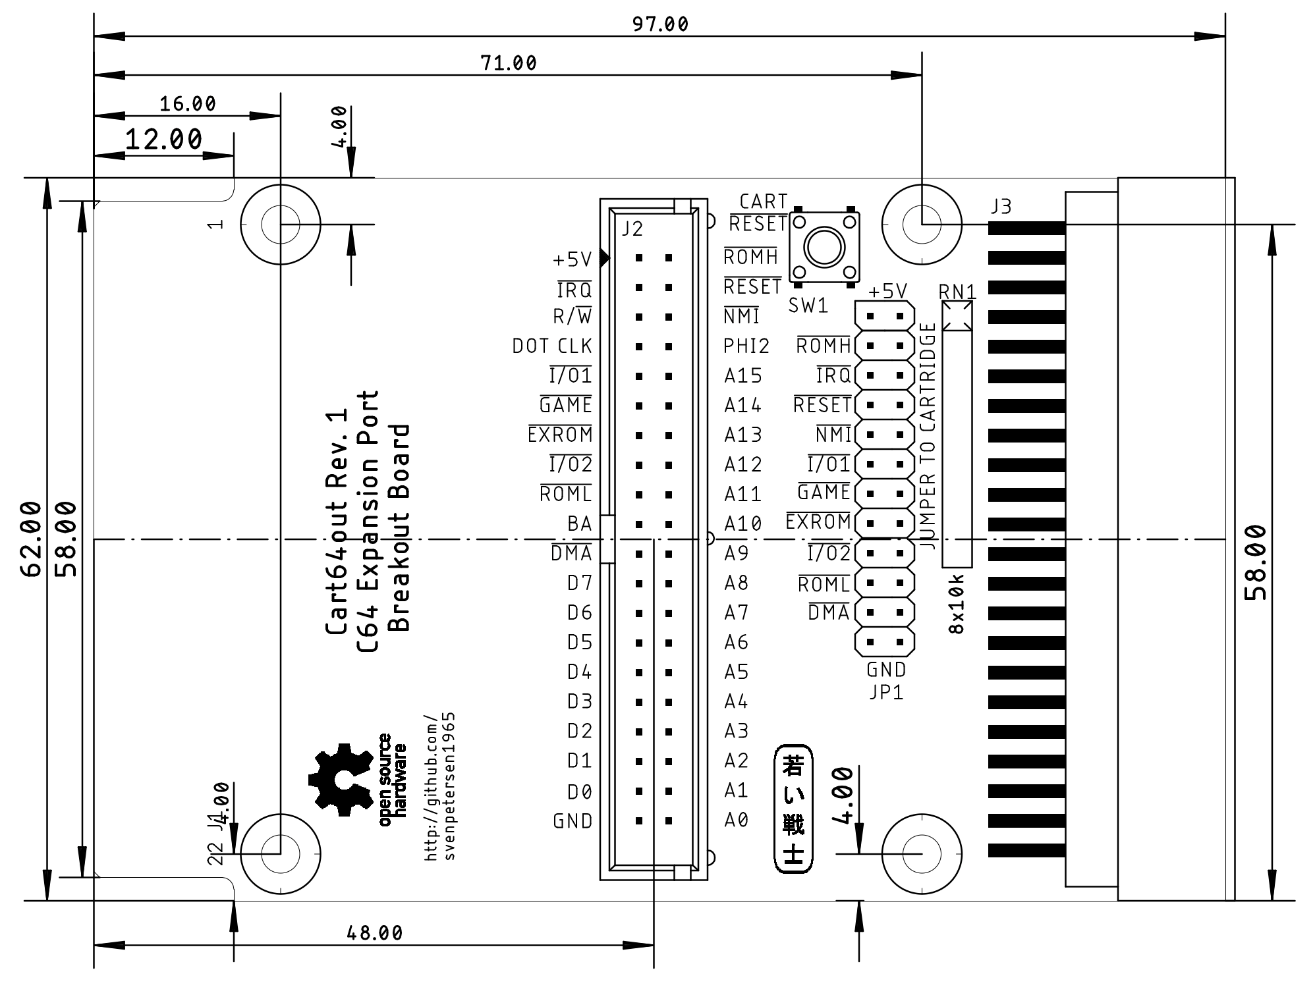 97.00
71.00
16.00
4.00
12.00
1
CART
RESET
J3
J2
+5V
ROMH
IRQ
RESET
R/W
NMI
DOT CLK
PHI2
I/O1
A15
GAME
A14
EXROM
A13
I/O2
A12
ROML
A11
BA
A10
DMA
A9
D7
A8
D6
A7
D5
A6
D4
A5
D3
A4
D2
A3
D1
A2
D0
A1
GND
A0
SW1
+5V
RN1
ROMH
IRQ
RESET
NMI
I/O1
GAME
EXROM
I/O2
ROML
DMA
GND
JP1
JUMPER TO CARTRIDGE
8x10k
Cart64out Rev. 1
C64 Expansion Port
Breakout Board
62.00
58.00
58.00
open source
hardware
http://github.com/
svenpetersen1965
若い戦士
4.00
22 J1
4.00
48.00